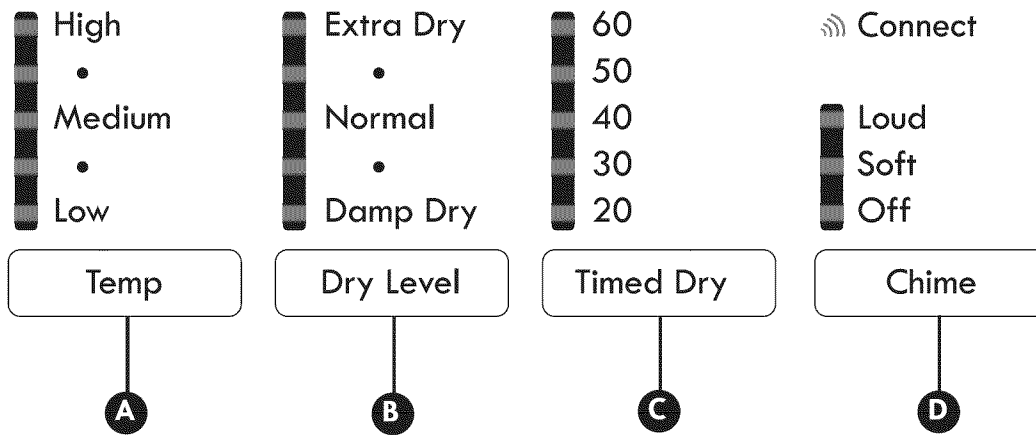 High
Medium
Low
Temp
A
Extra Dry
Normal
Damp Dry
Dry Level
B
60
50
40
30
20
Timed Dry
C
Connect
Loud
Soft
Off
Chime
D